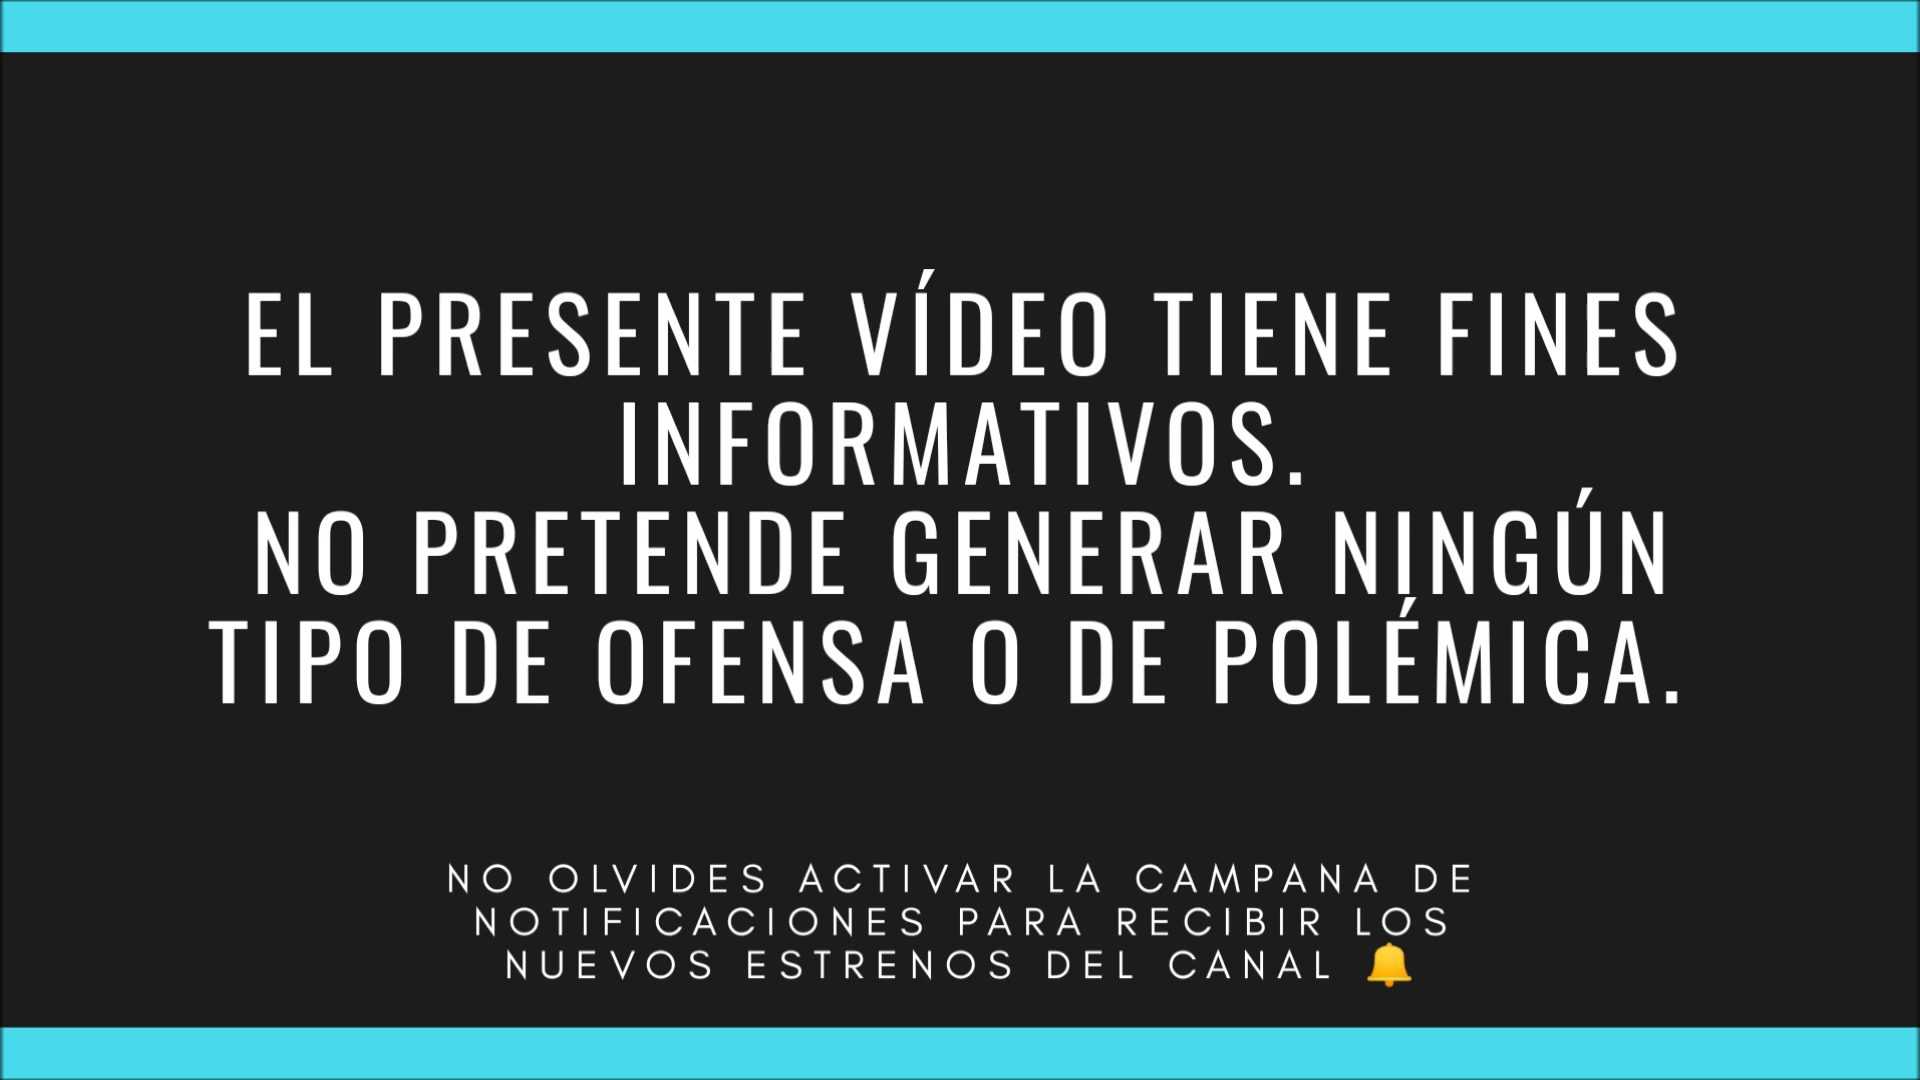 EL PRESENTE VÍDEO TIENE FINES
INFORMATIVOS.
NO PRETENDE GENERAR NINGÚN
TIPO DE OFENSA O DE POLÉMICA.
NO OLVIDES ACTIVAR LA CAMPANA DE
NOTIFICACIONES PARA RECIBIR LOS
NUEVOS ESTRENOS DEL CANAL 🔔